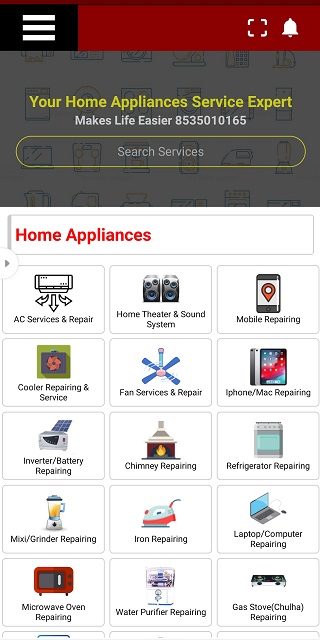 Your Home Appliances Service Expert
Makes Life Easier 8535010165
Search Services
Home Appliances
AC Services & Repair
Home Theater & Sound
System
Mobile Repairing
Cooler Repairing &
Service
Fan Services & Repair
Iphone/Mac Repairing
Inverter/Battery
Repairing
Chimney Repairing
Refrigerator Repairing
Mixi/Grinder Repairing
Iron Repairing
Laptop/Computer
Repairing
Microwave Oven
Repairing
Water Purifier Repairing
Gas Stove(Chulha)
Repairing